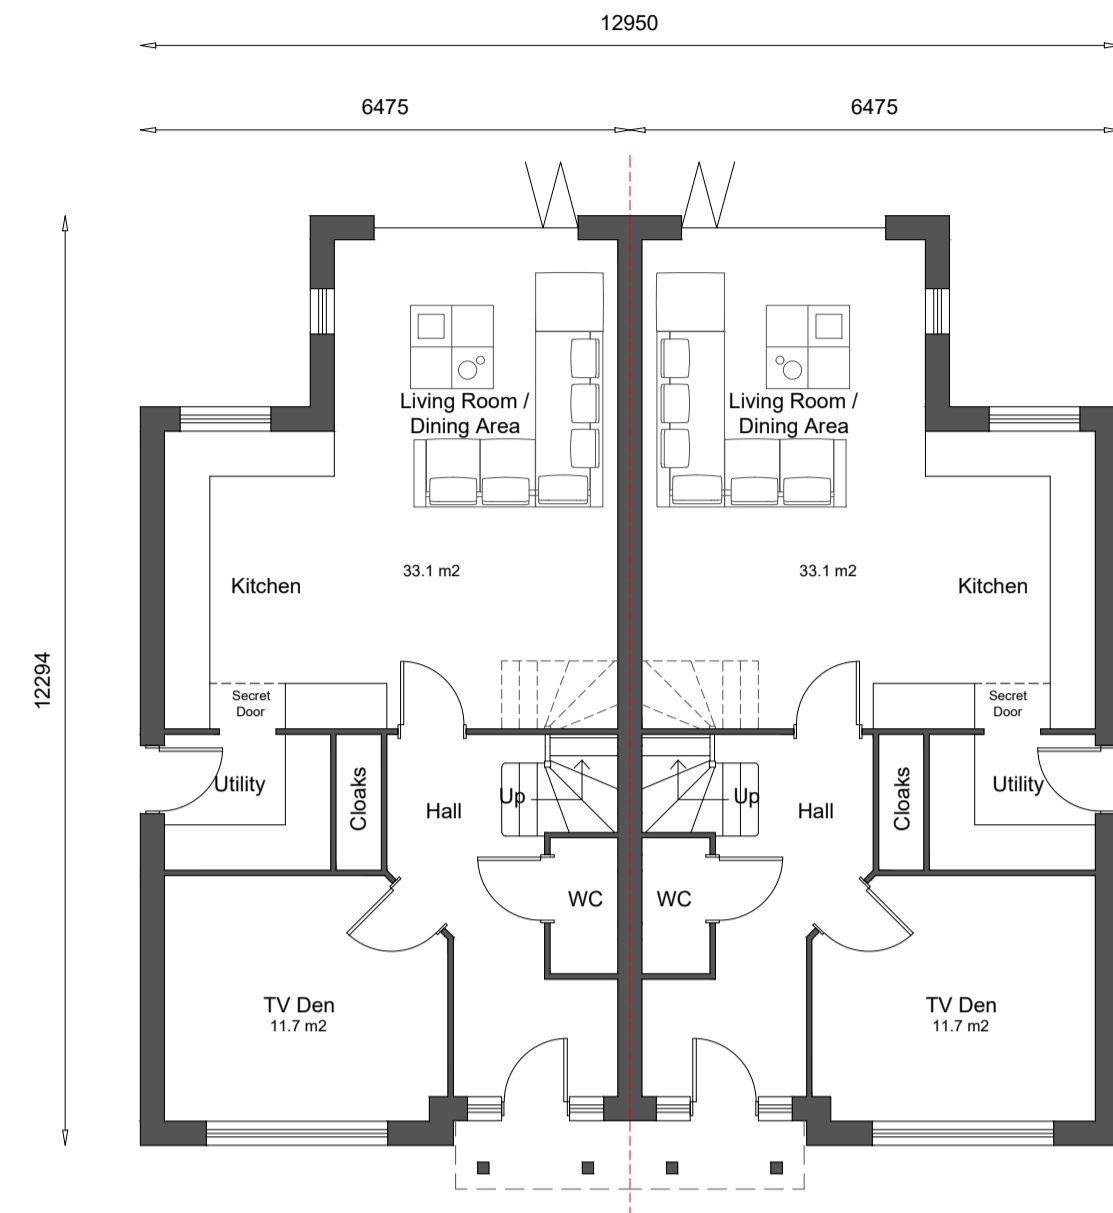 12950
6475
6475
12294
Living Room /
Dining Area
Living Room /
Dining Area
33.1 m2
33.1 m2
Kitchen
Kitchen
Secret
Door
Secret
Door
Utility
Cloaks
Hall
Up
Up
Hall
Cloaks
Utility
WC
WC
TV Den
11.7 m2
TV Den
11.7 m2